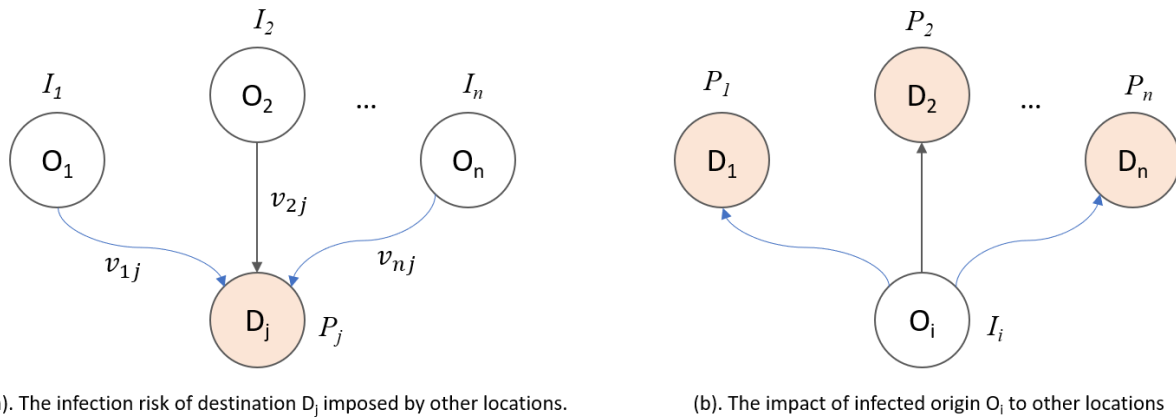 I₂
P₂
I₁
Iₙ
P₁
Pₙ
O₂
...
D₂
...
O₁
Oₙ
D₁
Dₙ
v₂ⱼ
v₁ⱼ
vₙⱼ
Dⱼ
Pⱼ
Oᵢ
Iᵢ
). The infection risk of destination Dⱼ imposed by other locations.
(b). The impact of infected origin Oᵢ to other locations